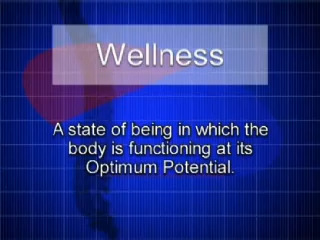 Wellness
A state of being in which the
body is functioning at its
Optimum Potential.